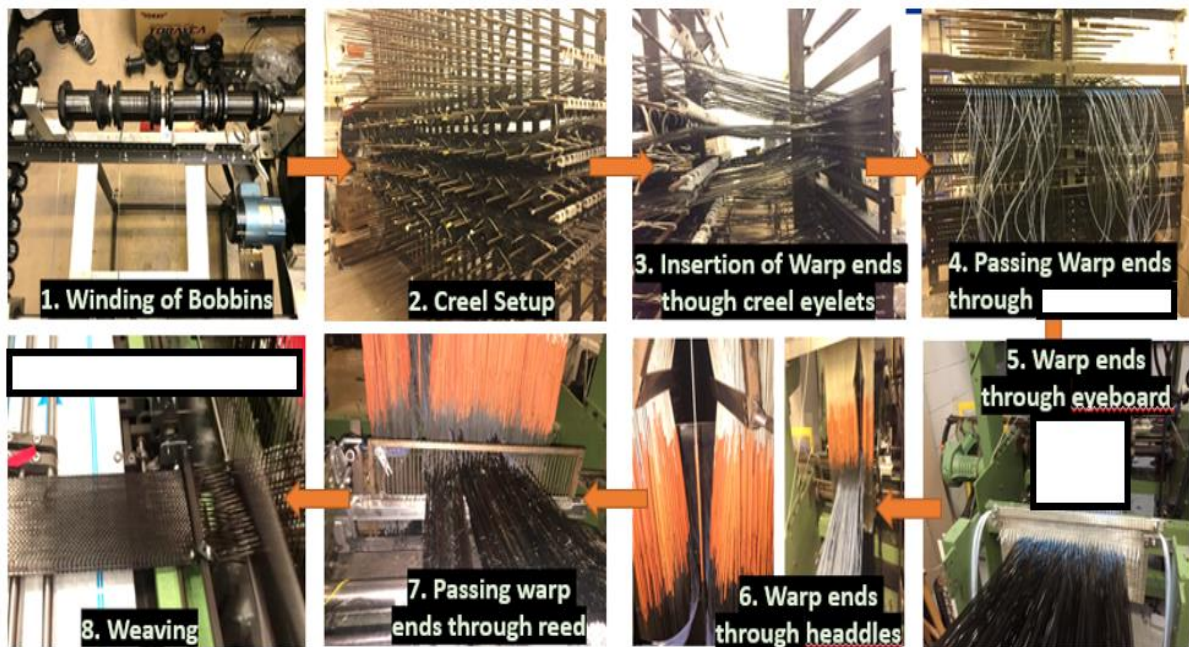 TORAYCA
1. Winding of Bobbins
2. Creel Setup
3. Insertion of Warp ends
though creel eyelets
4. Passing Warp ends
through
5. Warp ends
through eyeboard
6. Warp ends
through headdles
7. Passing warp
ends through reed
8. Weaving